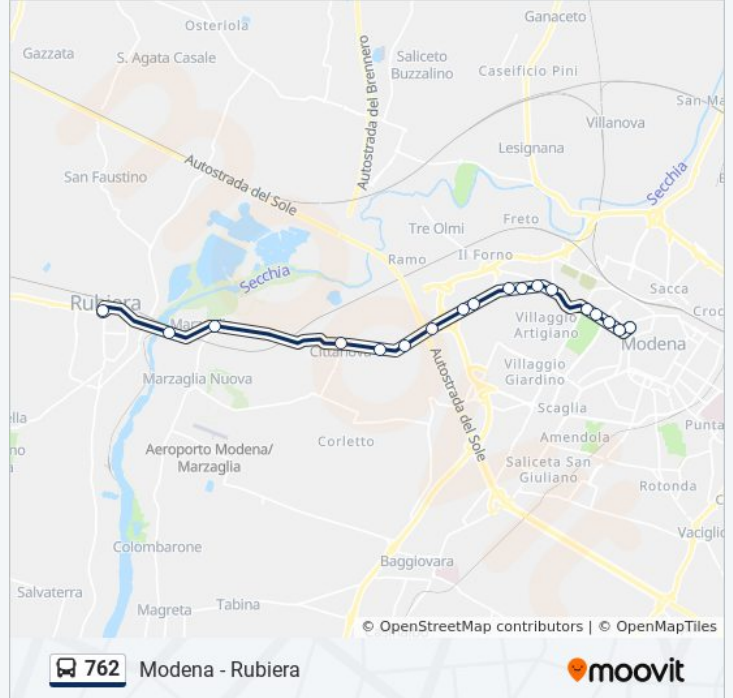 Ganaceto
Osteriola
Gazzata
S. Agata Casale
Saliceto
Buzzalino
Caseificio Pini
Autostrada del Brennero
San Ma
Villanova
Lesignana
San Faustino
Autostrada del Sole
Secchia
Tre Olmi
Freto
Ramo
Il Forno
Secchia
Sacca
Rubiera
Croc
Villaggio
Artigiano
Modena
Cittanova
Marzaglia Nuova
Villaggio
Giardino
Autostrada del Sole
Scaglia
ella
Punta
Corletto
Amendola
no
Aeroporto Modena/
Marzaglia
Saliceta San
Giuliano
Rotonda
C
Vaciglio
Colombarone
Baggiovara
Salvaterra
Tabina
Magreta
© OpenStreetMap contributors | © OpenMapTiles
762 Modena - Rubiera
moovit